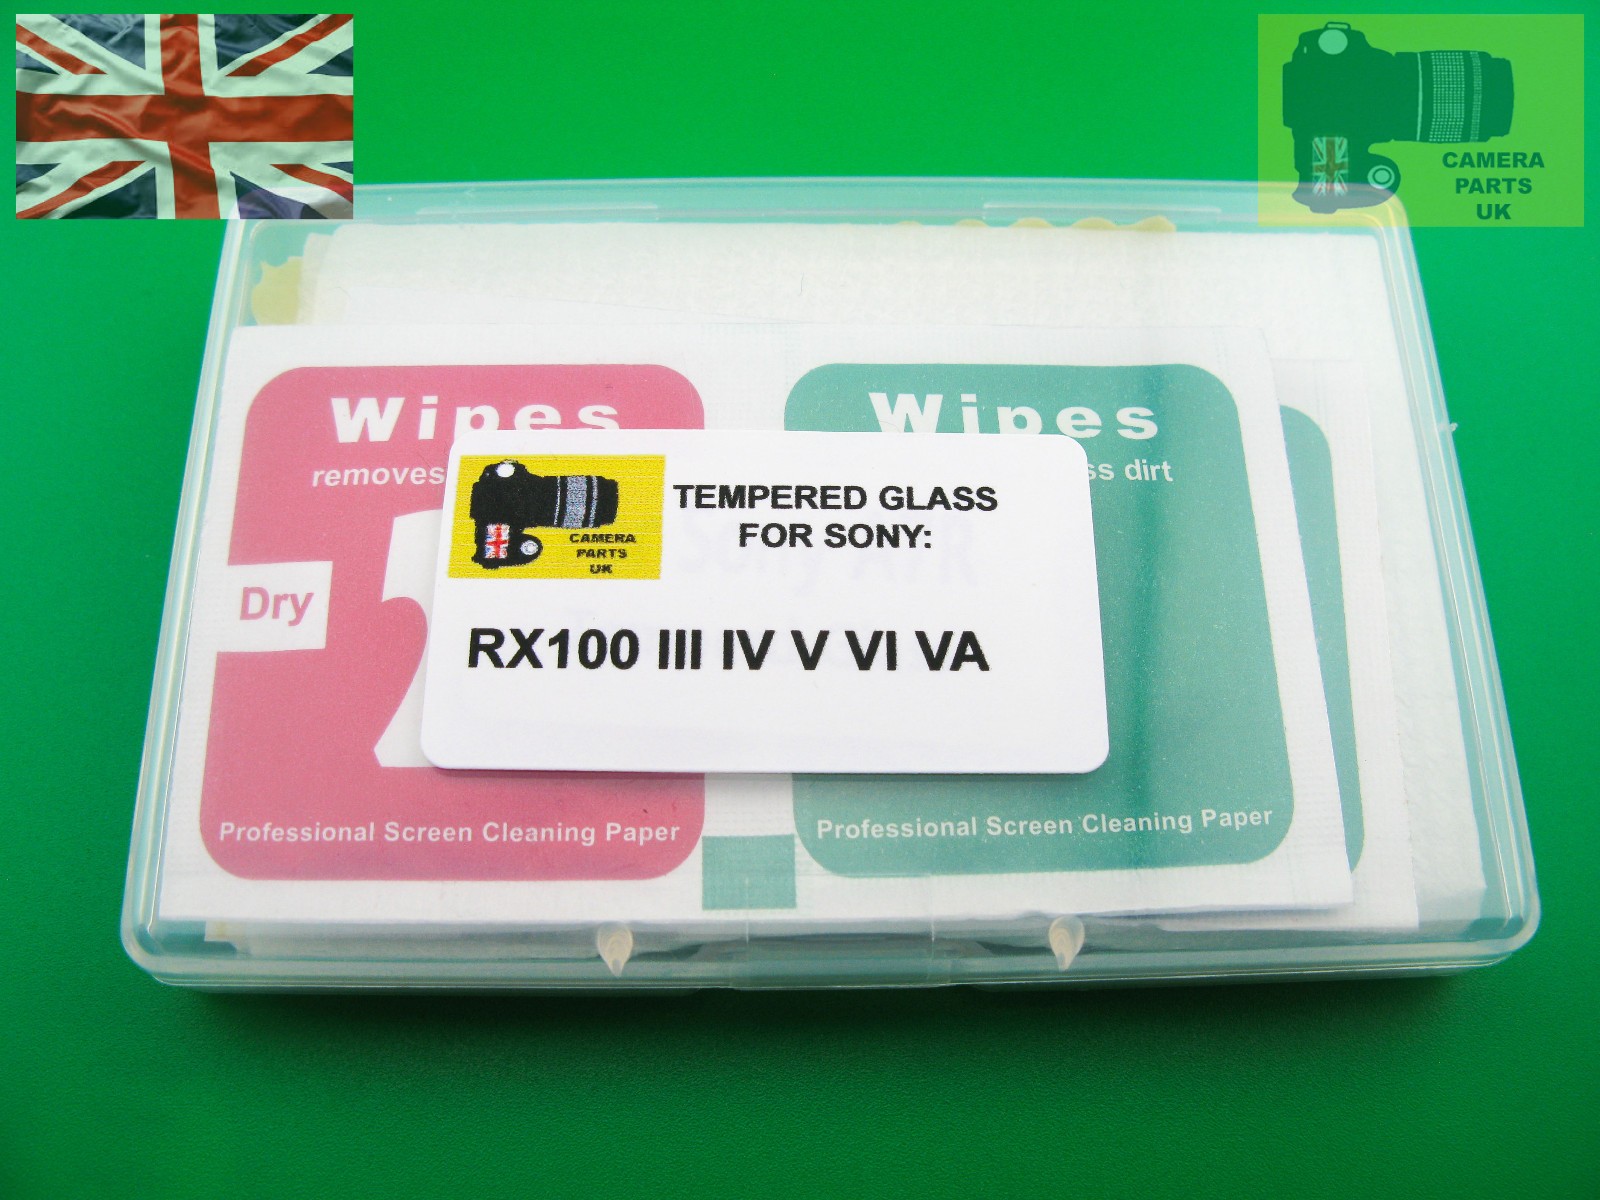 CAMERA
PARTS
UK
Wipes
removes
Dry
Professional Screen Cleaning Paper
Wipes
dirt
Professional Screen Cleaning Paper
CAMERA
PARTS
UK
TEMPERED GLASS
FOR SONY:
RX100 III IV V VI VA